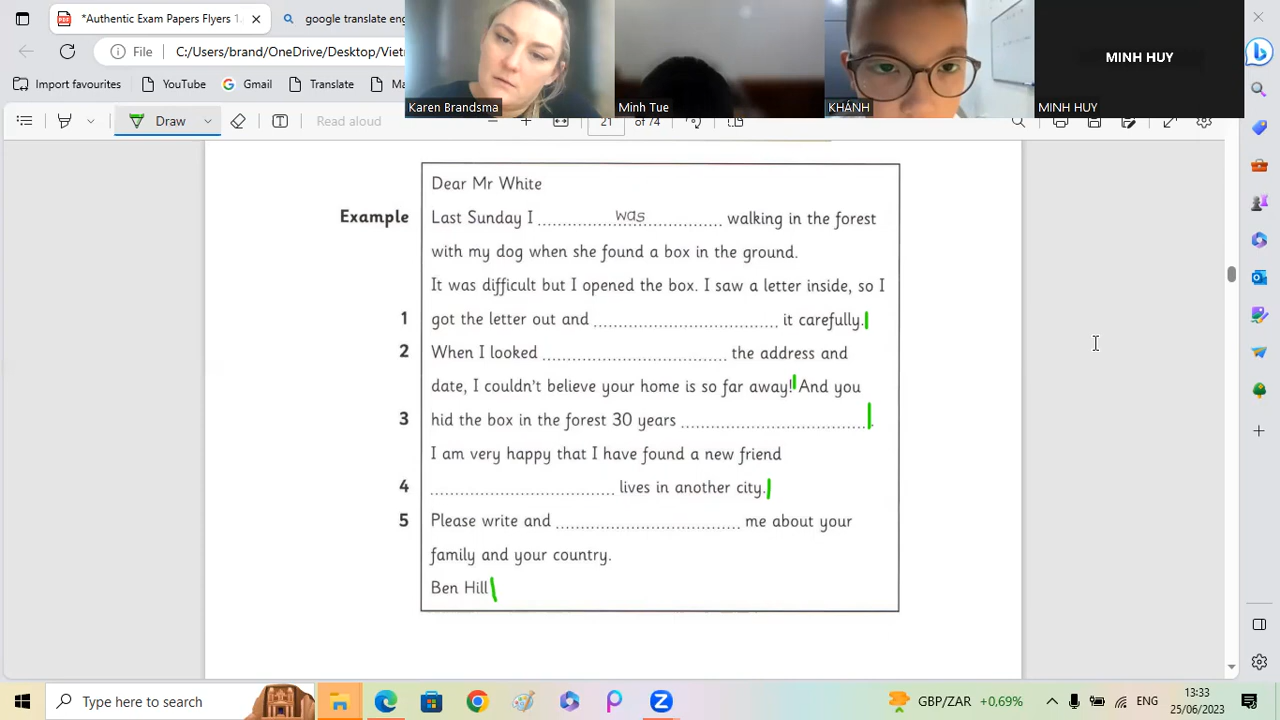 *Authentic Exam Papers Flyers 1.
google translate eng
File
C:/Users/brand/OneDrive/Desktop/Viet
Import favourites
YouTube
Gmail
Translate
Karen Brandsma
Minh Tue
KHÁNH
MINH HUY
MINH HUY
Draw
Read aloud
21 of 74
Dear Mr White
Example Last Sunday I was walking in the forest
with my dog when she found a box in the ground.
It was difficult but I opened the box. I saw a letter inside, so I
1 got the letter out and it carefully.
2 When I looked the address and
date, I couldn't believe your home is so far away! And you
3 hid the box in the forest 30 years .
I am very happy that I have found a new friend
4 lives in another city.
5 Please write and me about your
family and your country.
Ben Hill
Type here to search
GBP/ZAR +0,69%
ENG
13:33
25/06/2023